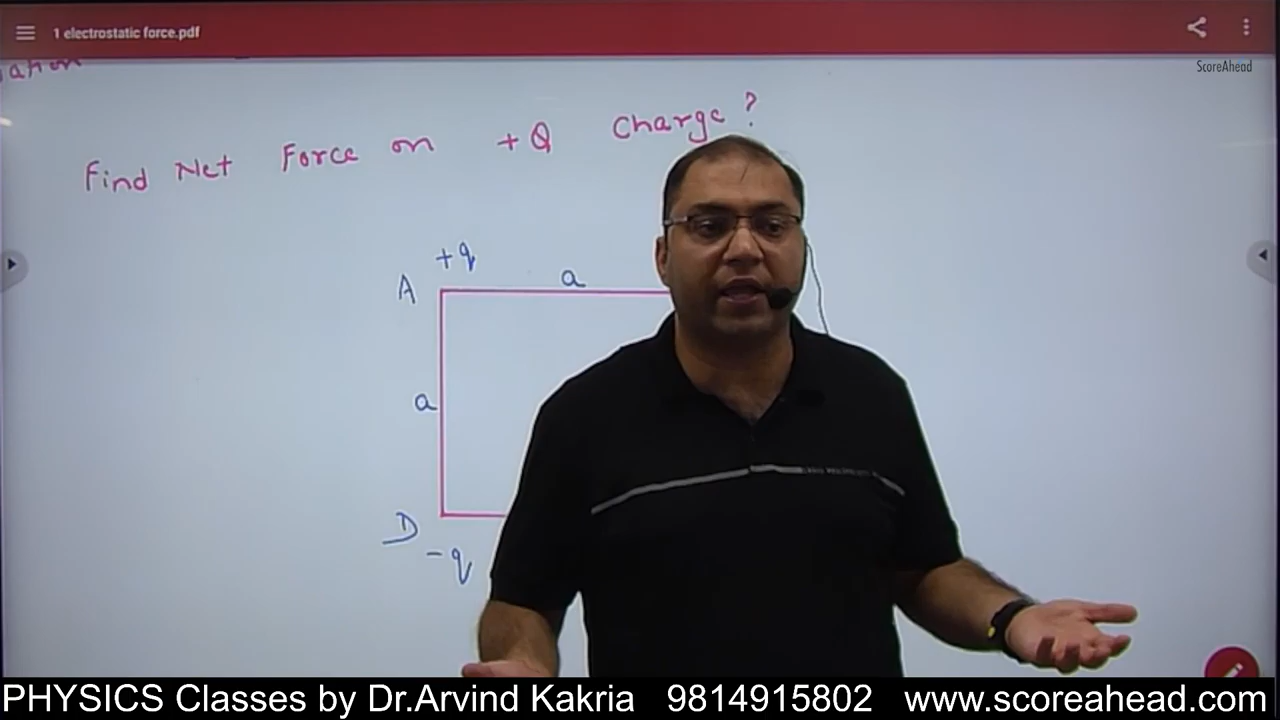 1 electrostatic force.pdf
ScoreAhead
Find Net Force on +Q Charge?
+q
A a
a
D
-q
PHYSICS Classes by Dr.Arvind Kakria 9814915802 www.scoreahead.com